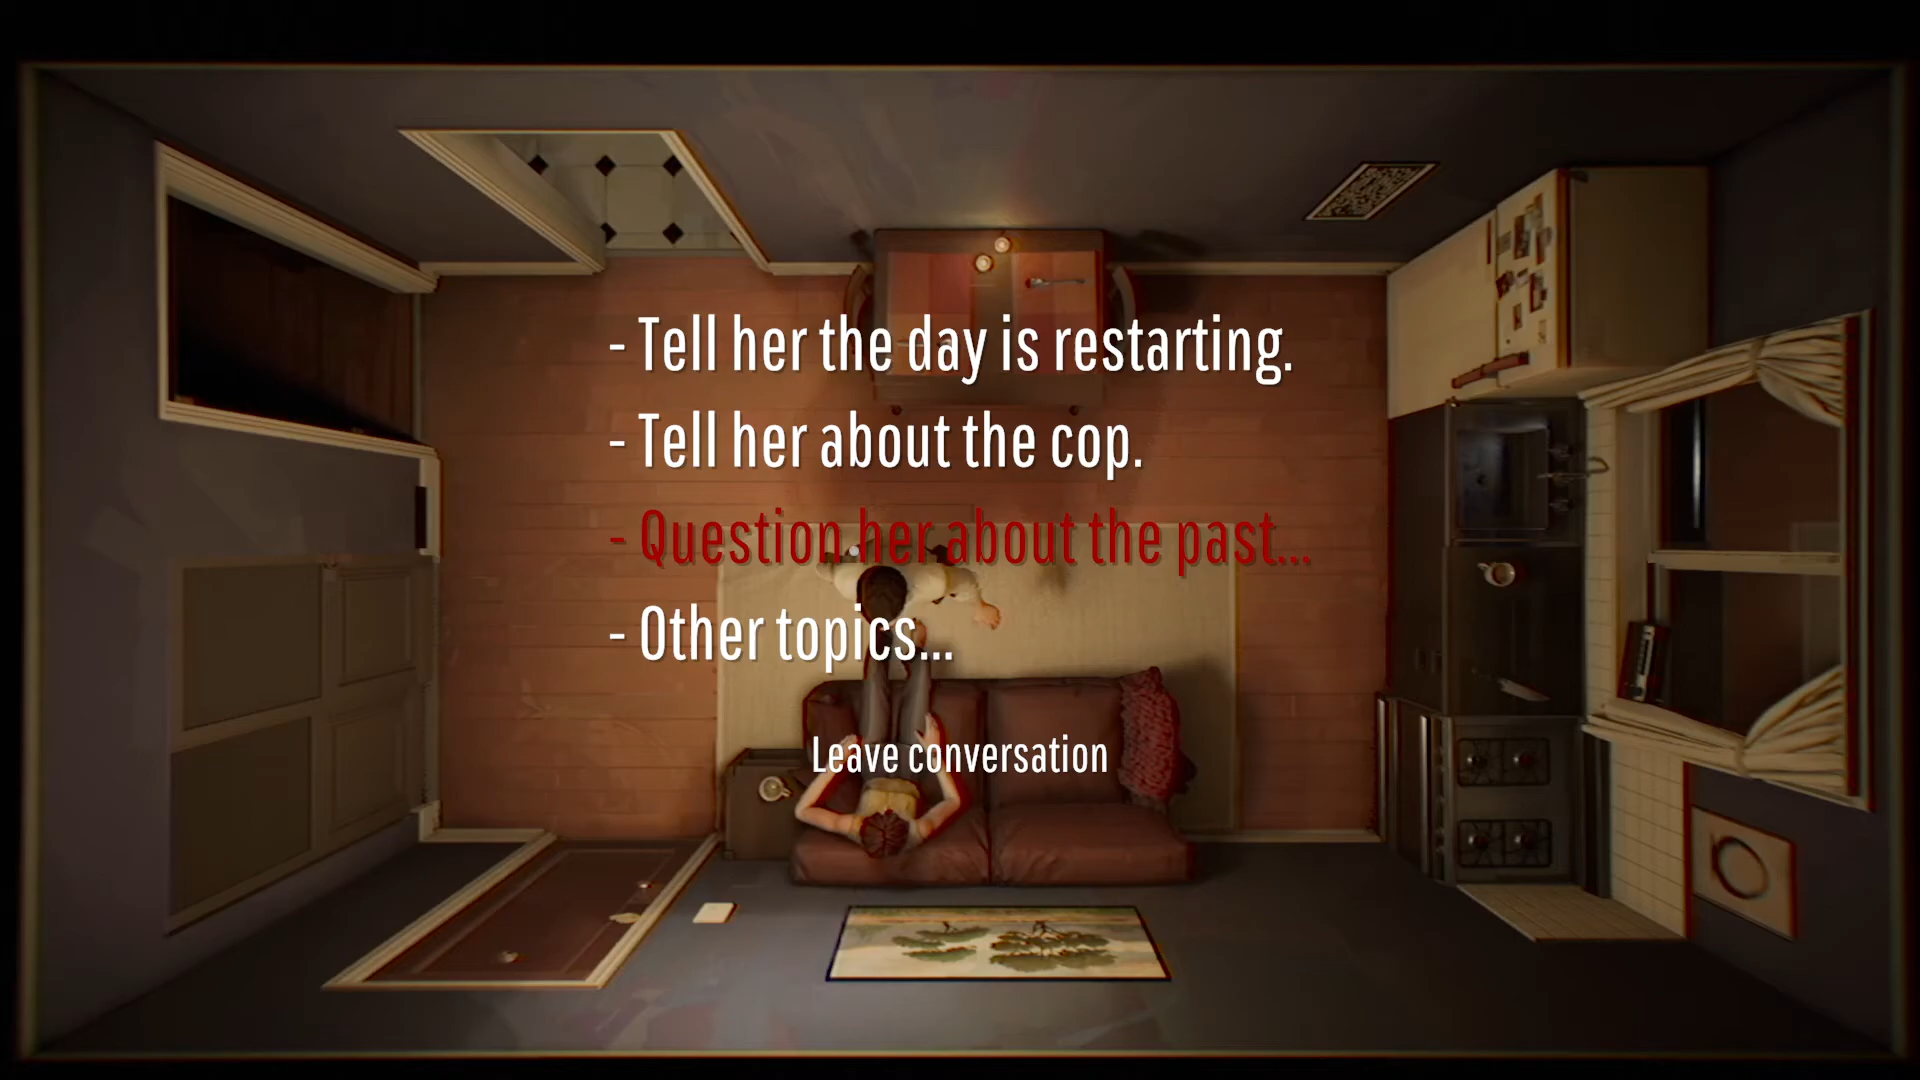 - Tell her the day is restarting.
- Tell her about the cop.
- Question her about the past...
- Other topics...
Leave conversation